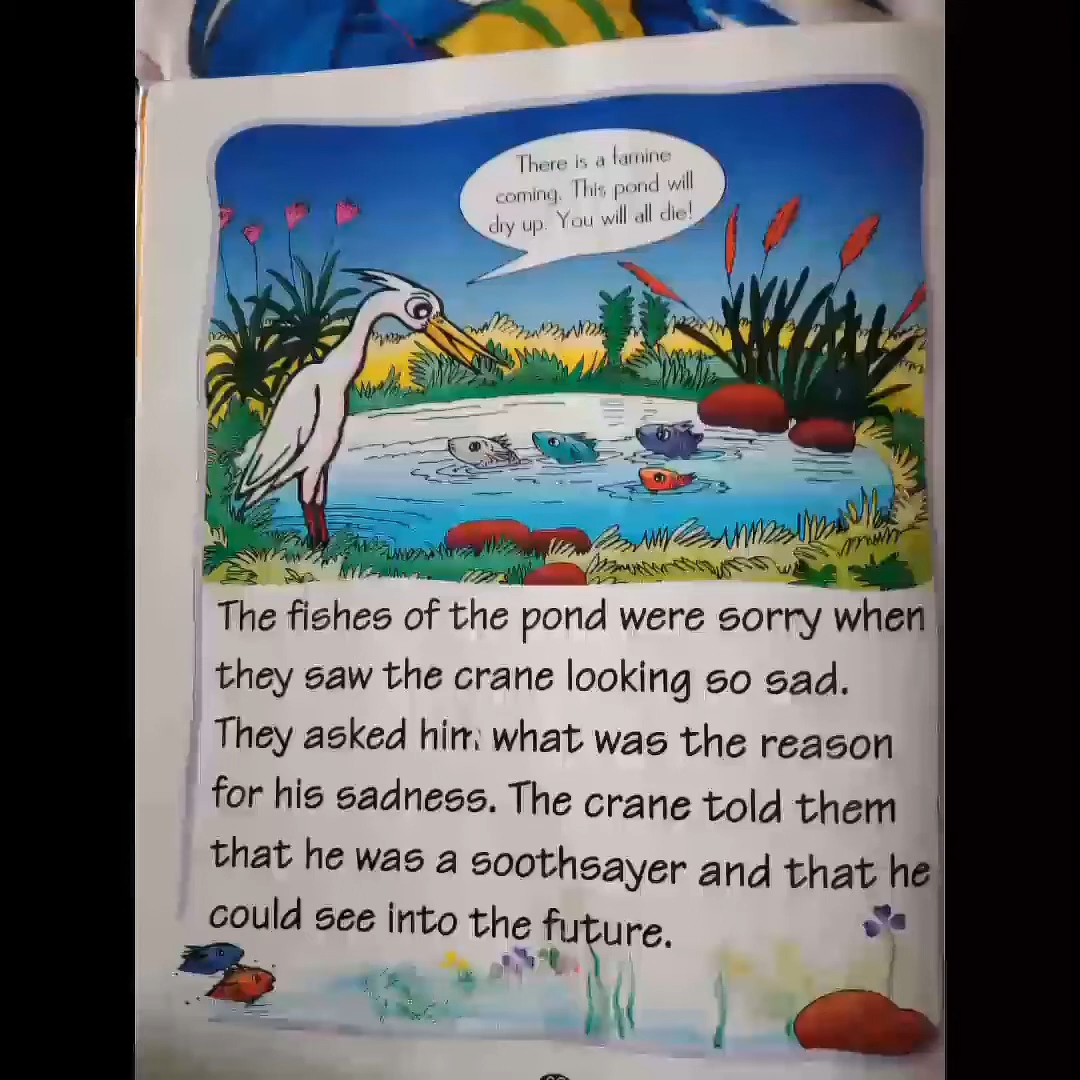 There is a famine
coming. This pond will
dry up. You will all die!
The fishes of the pond were sorry when
they saw the crane looking so sad.
They asked him what was the reason
for his sadness. The crane told them
that he was a soothsayer and that he
could see into the future.